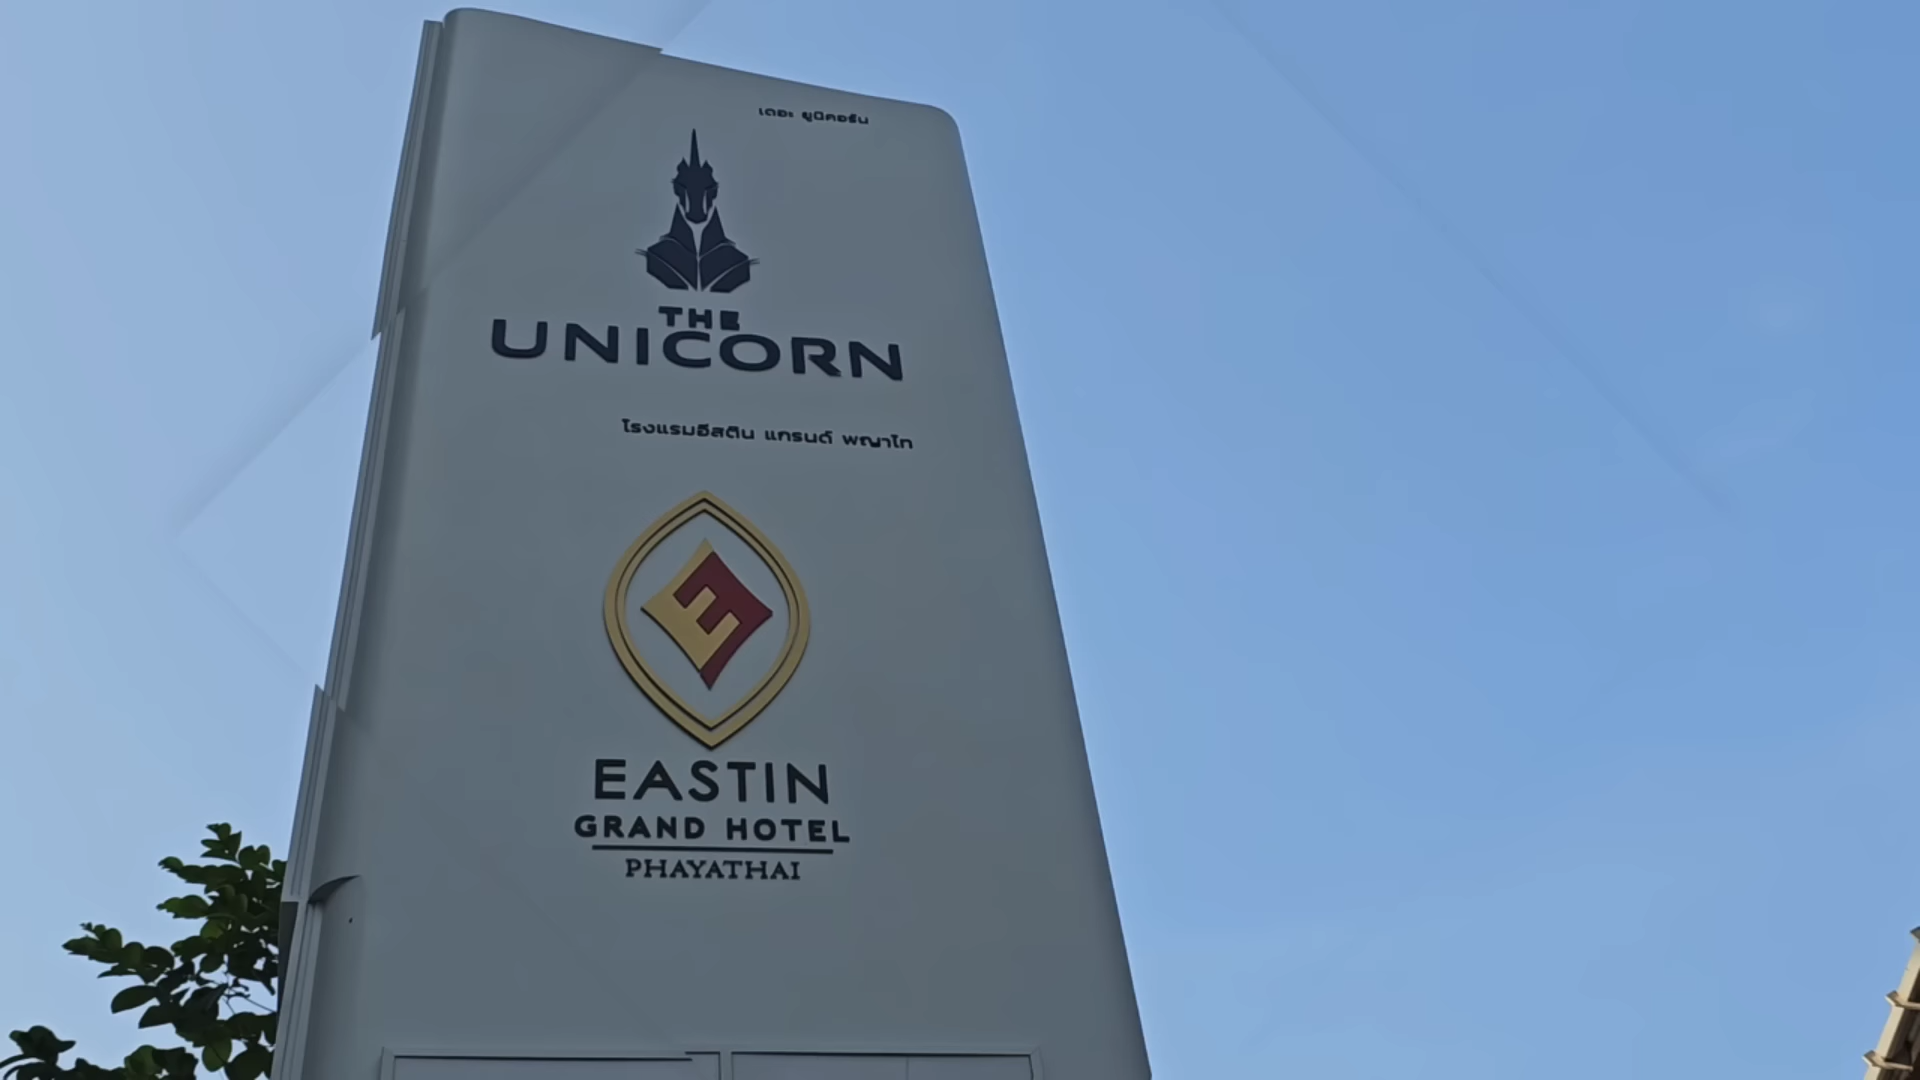 เดอะ ยูนิคอร์น
THE
UNICORN
โรงแรมอีสติน แกรนด์ พญาไท
EASTIN
GRAND HOTEL
PHAYATHAI